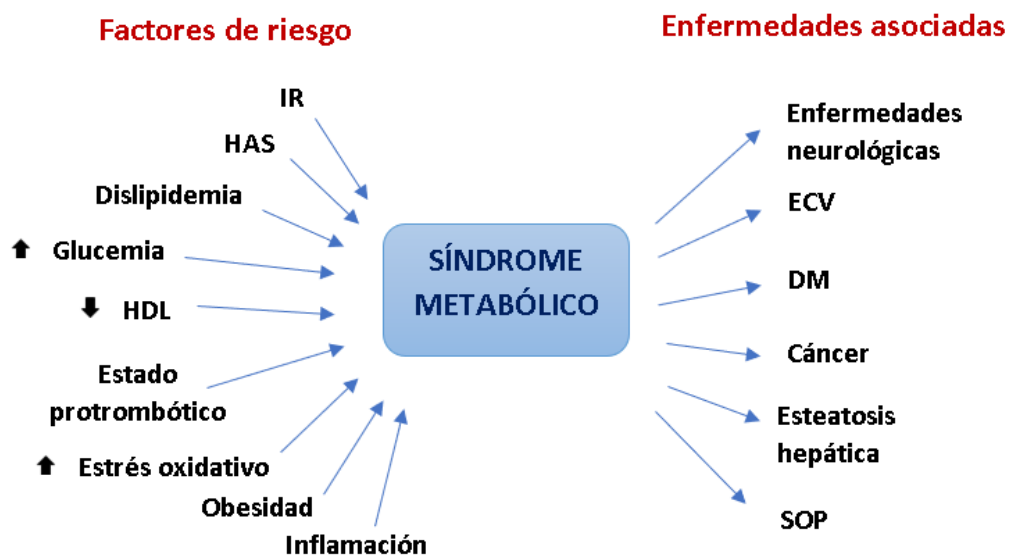 Factores de riesgo
IR
HAS
Dislipidemia
⬆ Glucemia
⬇ HDL
Estado
protrombótico
⬆ Estrés oxidativo
Obesidad
Inflamación
SÍNDROME
METABÓLICO
Enfermedades asociadas
Enfermedades
neurológicas
ECV
DM
Cáncer
Esteatosis
hepática
SOP